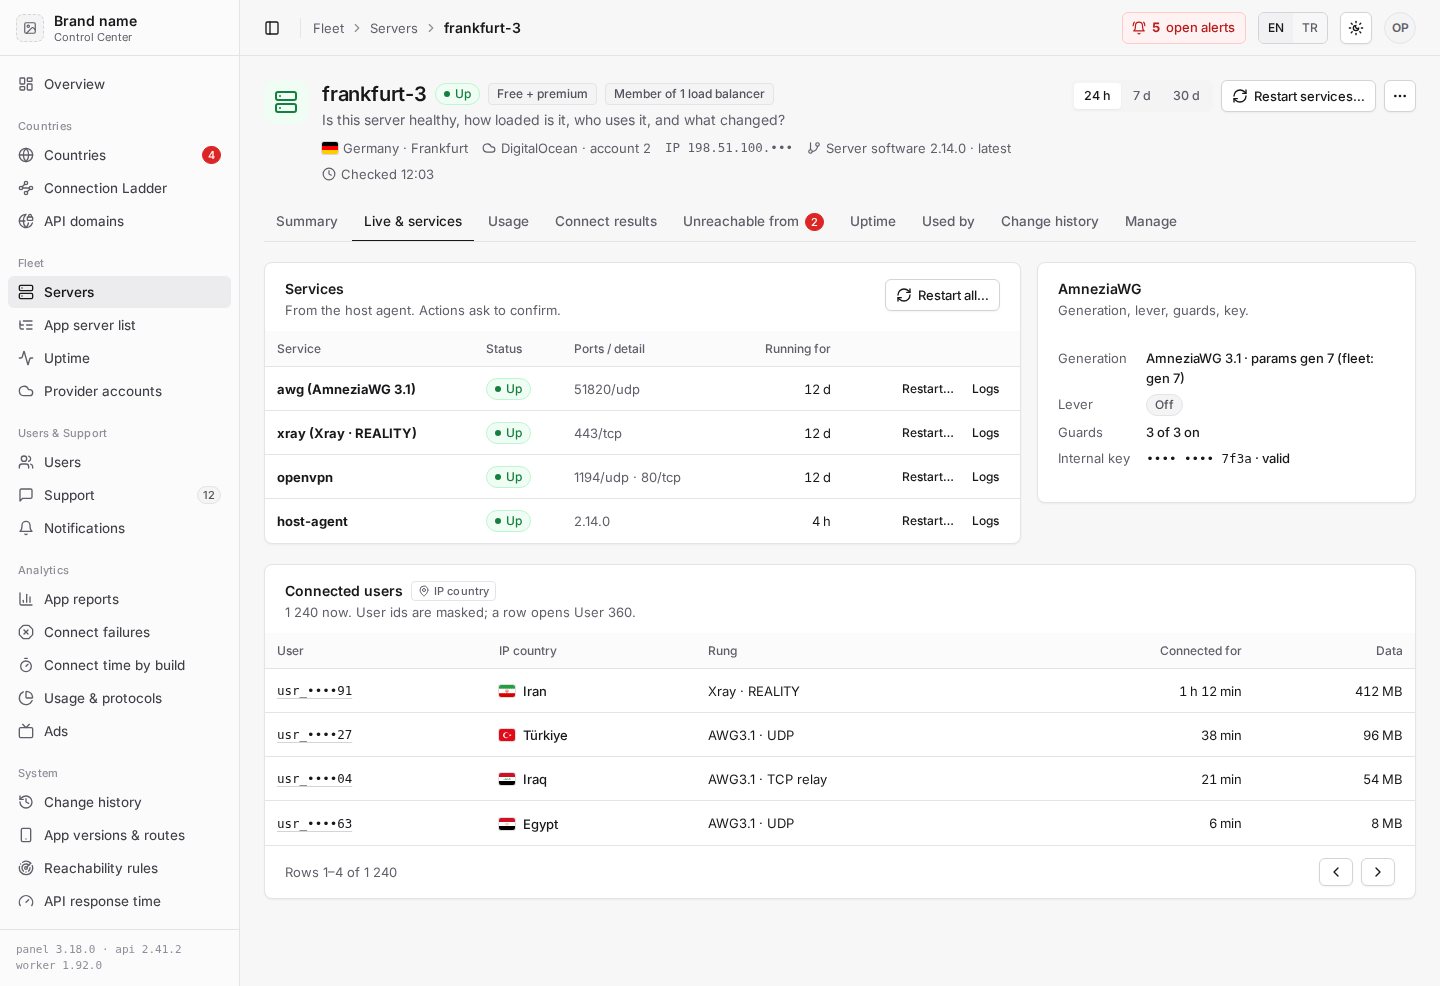 Brand name
Control Center
Fleet
Servers
frankfurt-3
5 open alerts
EN
TR
OP
Overview
Countries
Countries
4
Connection Ladder
API domains
Fleet
Servers
App server list
Uptime
Provider accounts
Users & Support
Users
Support
12
Notifications
Analytics
App reports
Connect failures
Connect time by build
Usage & protocols
Ads
System
Change history
App versions & routes
Reachability rules
API response time
panel 3.18.0 · api 2.41.2
worker 1.92.0
frankfurt-3
Up
Free + premium
Member of 1 load balancer
24 h
7 d
30 d
Restart services...
Is this server healthy, how loaded is it, who uses it, and what changed?
Germany · Frankfurt
DigitalOcean · account 2
IP 198.51.100.•••
Server software 2.14.0 · latest
Checked 12:03
Summary
Live & services
Usage
Connect results
Unreachable from
2
Uptime
Used by
Change history
Manage
Services
From the host agent. Actions ask to confirm.
Restart all...
Service
Status
Ports / detail
Running for
awg (AmneziaWG 3.1)
Up
51820/udp
12 d
Restart...
Logs
xray (Xray · REALITY)
Up
443/tcp
12 d
Restart...
Logs
openvpn
Up
1194/udp · 80/tcp
12 d
Restart...
Logs
host-agent
Up
2.14.0
4 h
Restart...
Logs
AmneziaWG
Generation, lever, guards, key.
Generation
AmneziaWG 3.1 · params gen 7 (fleet:
gen 7)
Lever
Off
Guards
3 of 3 on
Internal key
•••• •••• 7f3a · valid
Connected users
IP country
1 240 now. User ids are masked; a row opens User 360.
User
IP country
Rung
Connected for
Data
usr_••••91
Iran
Xray · REALITY
1 h 12 min
412 MB
usr_••••27
Türkiye
AWG3.1 · UDP
38 min
96 MB
usr_••••04
Iraq
AWG3.1 · TCP relay
21 min
54 MB
usr_••••63
Egypt
AWG3.1 · UDP
6 min
8 MB
Rows 1–4 of 1 240